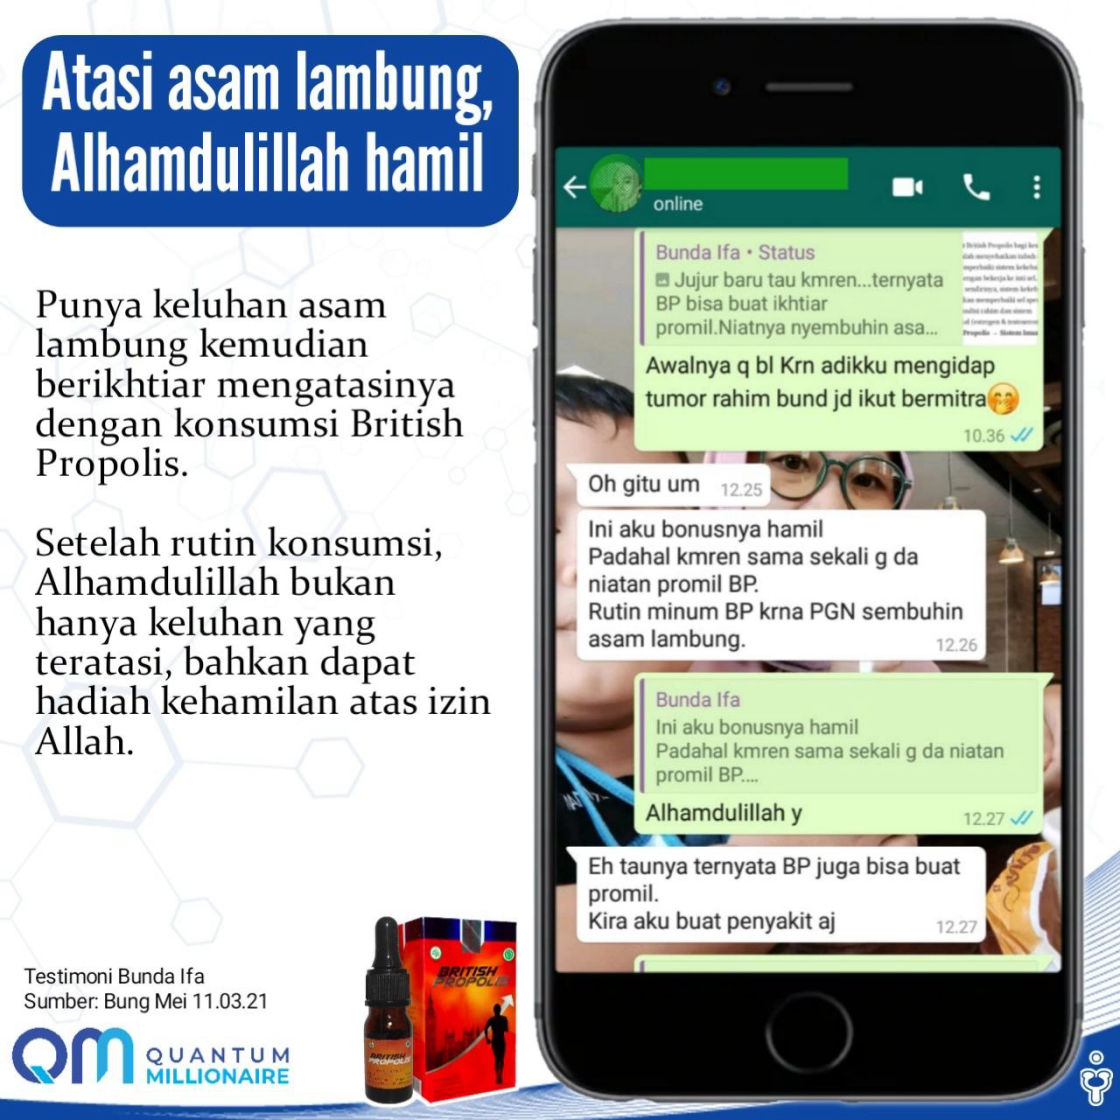 Atasi asam lambung,
Alhamdulillah hamil
Punya keluhan asam
lambung kemudian
berikhtiar mengatasinya
dengan konsumsi British
Propolis.
Setelah rutin konsumsi,
Alhamdulillah bukan
hanya keluhan yang
teratasi, bahkan dapat
hadiah kehamilan atas izin
Allah.
Testimoni Bunda Ifa
Sumber: Bung Mei 11.03.21
QM QUANTUM
MILLIONAIRE
BRITISH
PROPOLIS
BRITISH
PROPOLIS
online
Bunda Ifa • Status
Jujur baru tau kmren...ternyata
BP bisa buat ikhtiar
promil.Niatnya nyembuhin asa...
Awalnya q bl Krn adikku mengidap
tumor rahim bund jd ikut bermitra🤭
10.36
Oh gitu um 12.25
Ini aku bonusnya hamil
Padahal kmren sama sekali g da
niatan promil BP.
Rutin minum BP krna PGN sembuhin
asam lambung. 12.26
Bunda Ifa
Ini aku bonusnya hamil
Padahal kmren sama sekali g da niatan
promil BP....
Alhamdulillah y 12.27
Eh taunya ternyata BP juga bisa buat
promil.
Kira aku buat penyakit aj 12.27